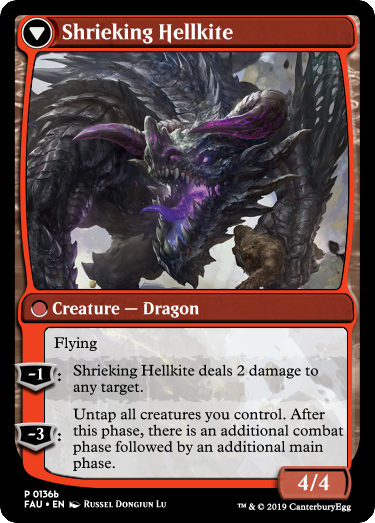 Shrieking Hellkite
Creature — Dragon
Flying
-1: Shrieking Hellkite deals 2 damage to
any target.
-3: Untap all creatures you control. After
this phase, there is an additional combat
phase followed by an additional main
phase.
4/4
P 0136b
FAU • EN Russel Dongjun Lu
™ & © 2019 CanterburyEgg